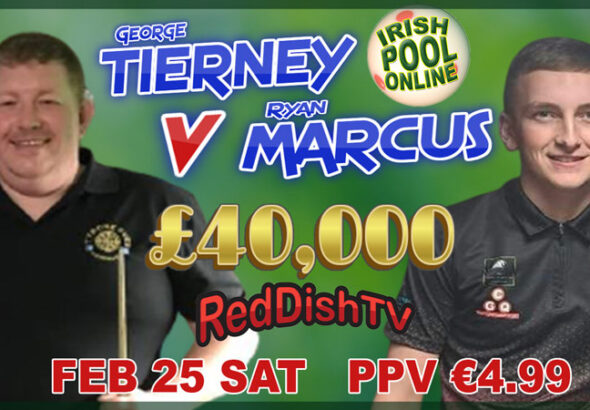 GEORGE
TIERNEY
IRISH
POOL
ONLINE
V
RYAN
MARCUS
£40,000
RedDishTv
FEB 25 SAT PPV €4.99